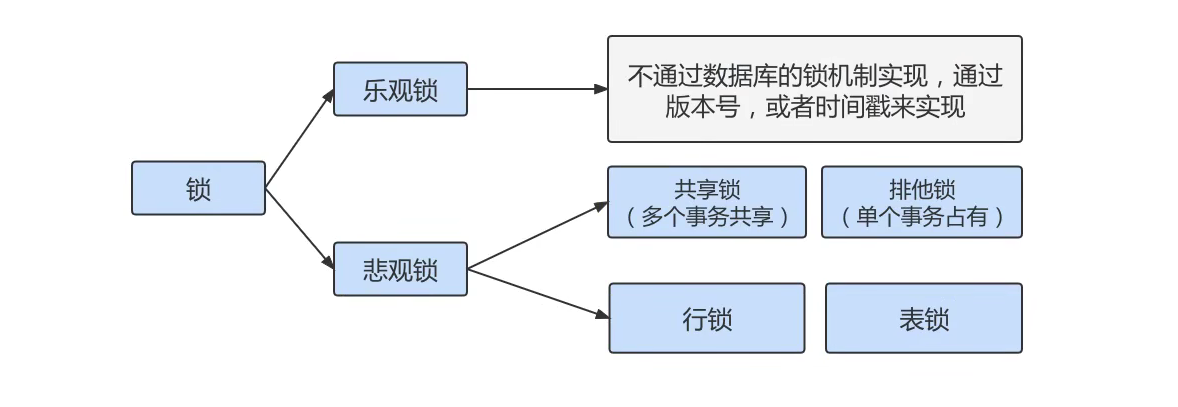 乐观锁
不通过数据库的锁机制实现，通过
版本号，或者时间戳来实现
锁
共享锁
（多个事务共享）
排他锁
（单个事务占有）
悲观锁
行锁
表锁